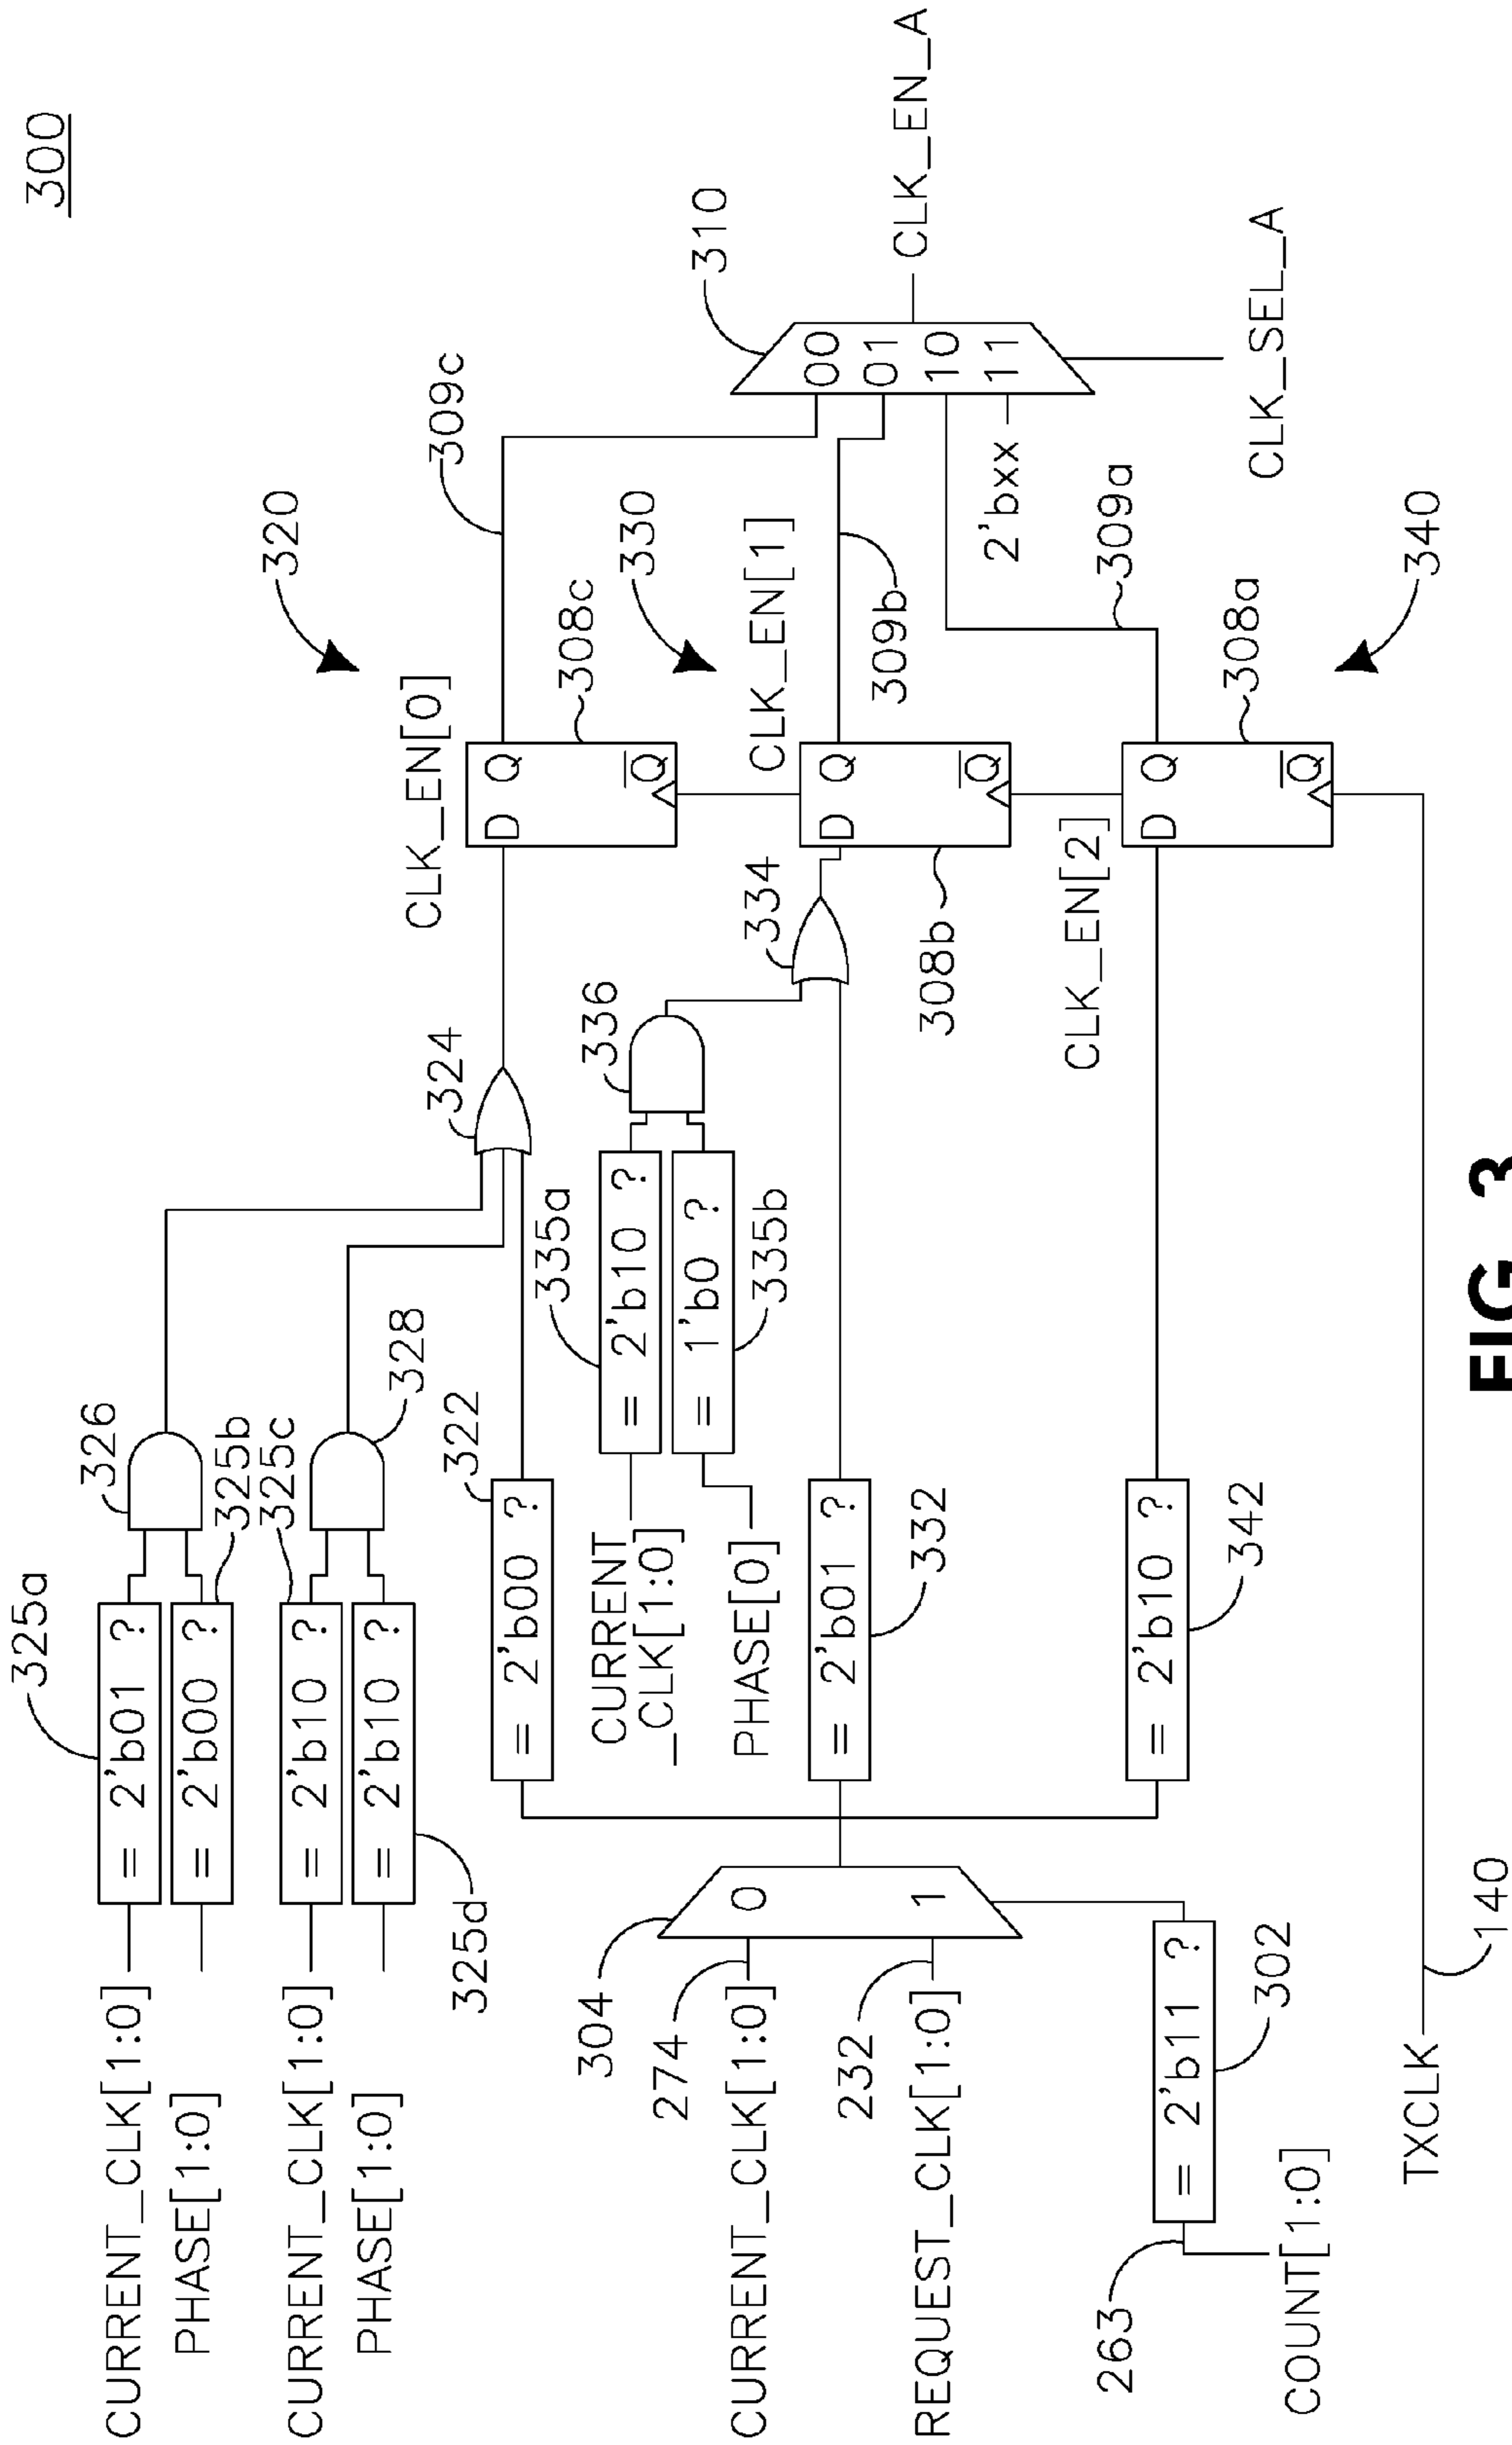 300
325a
CURRENT_CLK[1:0]
= 2'b01 ?
326
PHASE[1:0]
= 2'b00 ?
325b
325c
CURRENT_CLK[1:0]
= 2'b10 ?
PHASE[1:0]
= 2'b10 ?
328
325d
320
309c
CLK_EN[0]
324
322
= 2'b00 ?
D Q
Q
308c
335a
336
CURRENT
_CLK[1:0]
= 2'b10 ?
PHASE[0]
= 1'b0 ?
335b
330
CLK_EN[1]
334
310
304
274
CURRENT_CLK[1:0]
0
232
REQUEST_CLK[1:0]
1
= 2'b01 ?
332
D Q
Q
308b
309b
00
01
10
11
CLK_EN_A
2'bxx
CLK_EN[2]
309a
263
COUNT[1:0]
= 2'b11 ?
302
= 2'b10 ?
342
D Q
Q
308a
CLK_SEL_A
340
TXCLK
140
FIG. 3